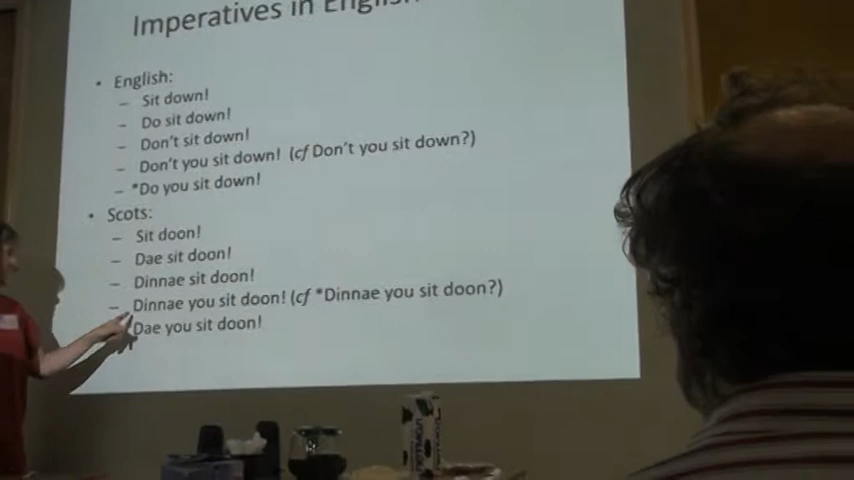 Imperatives in English
• English:
– Sit down!
– Do sit down!
– Don't sit down!
– Don't you sit down! (cf Don't you sit down?)
– *Do you sit down!
• Scots:
– Sit doon!
– Dae sit doon!
– Dinnae sit doon!
– Dinnae you sit doon! (cf *Dinnae you sit doon?)
Dae you sit doon!